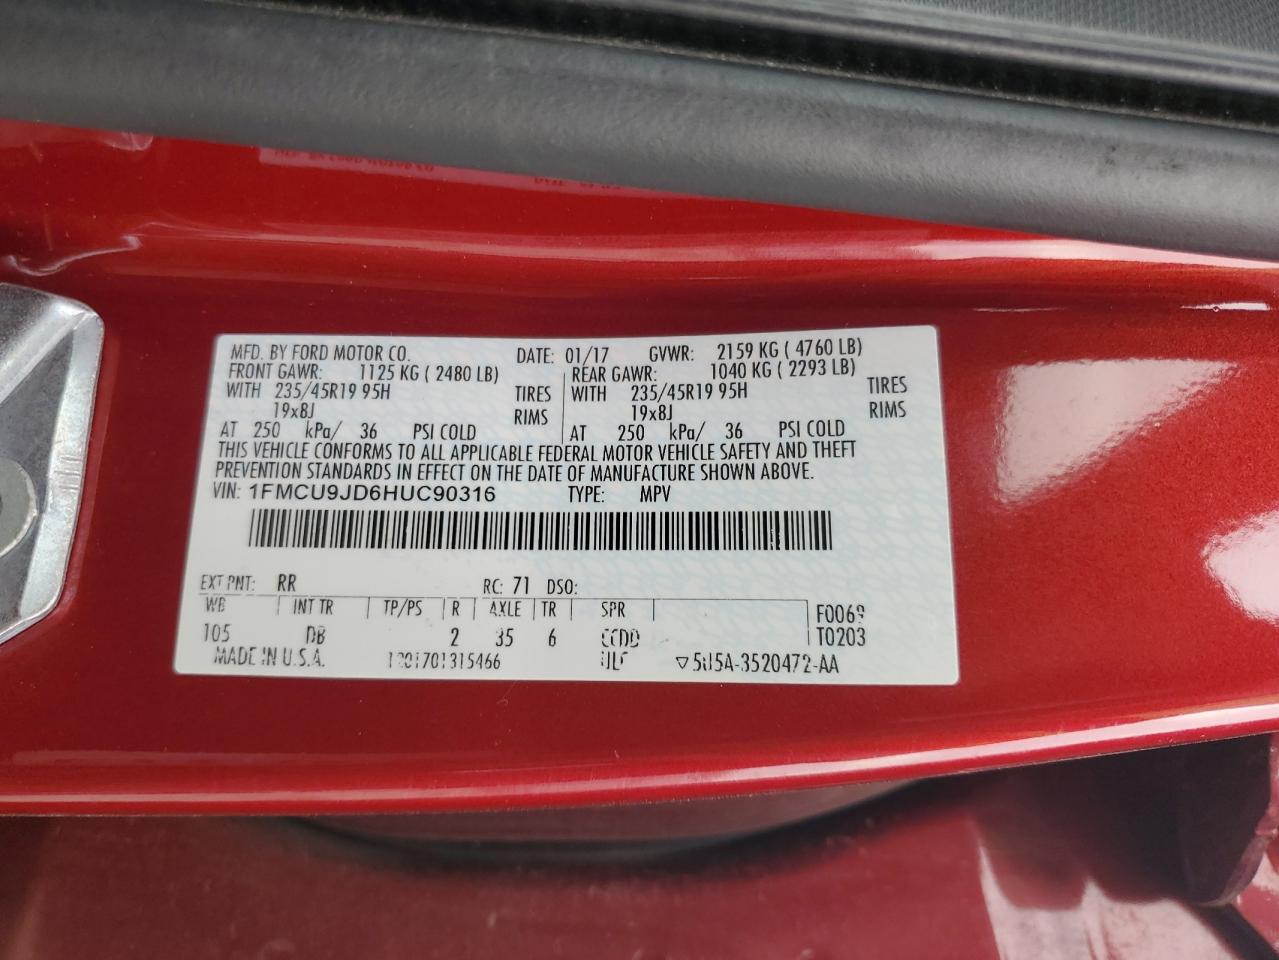 MFD. BY FORD MOTOR CO. DATE: 01/17 GVWR: 2159 KG ( 4760 LB)
FRONT GAWR: 1125 KG ( 2480 LB) REAR GAWR: 1040 KG ( 2293 LB)
WITH 235/45R19 95H TIRES WITH 235/45R19 95H TIRES
19x8J RIMS 19x8J RIMS
AT 250 kPa/ 36 PSI COLD AT 250 kPa/ 36 PSI COLD
THIS VEHICLE CONFORMS TO ALL APPLICABLE FEDERAL MOTOR VEHICLE SAFETY AND THEFT
PREVENTION STANDARDS IN EFFECT ON THE DATE OF MANUFACTURE SHOWN ABOVE.
VIN: 1FMCU9JD6HUC90316 TYPE: MPV
EXT PNT: RR RC: 71 DSO:
WB INT TR TP/PS R AXLE TR SPR F0069
105 DB 2 35 6 T0203
MADE IN U.S.A.